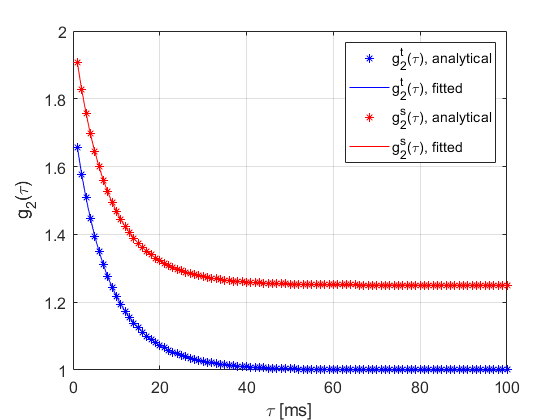 2
1.8
1.6
1.4
1.2
1
0
20
40
60
80
100
g₂(τ)
τ [ms]
g₂ᵗ(τ), analytical
g₂ᵗ(τ), fitted
g₂ˢ(τ), analytical
g₂ˢ(τ), fitted